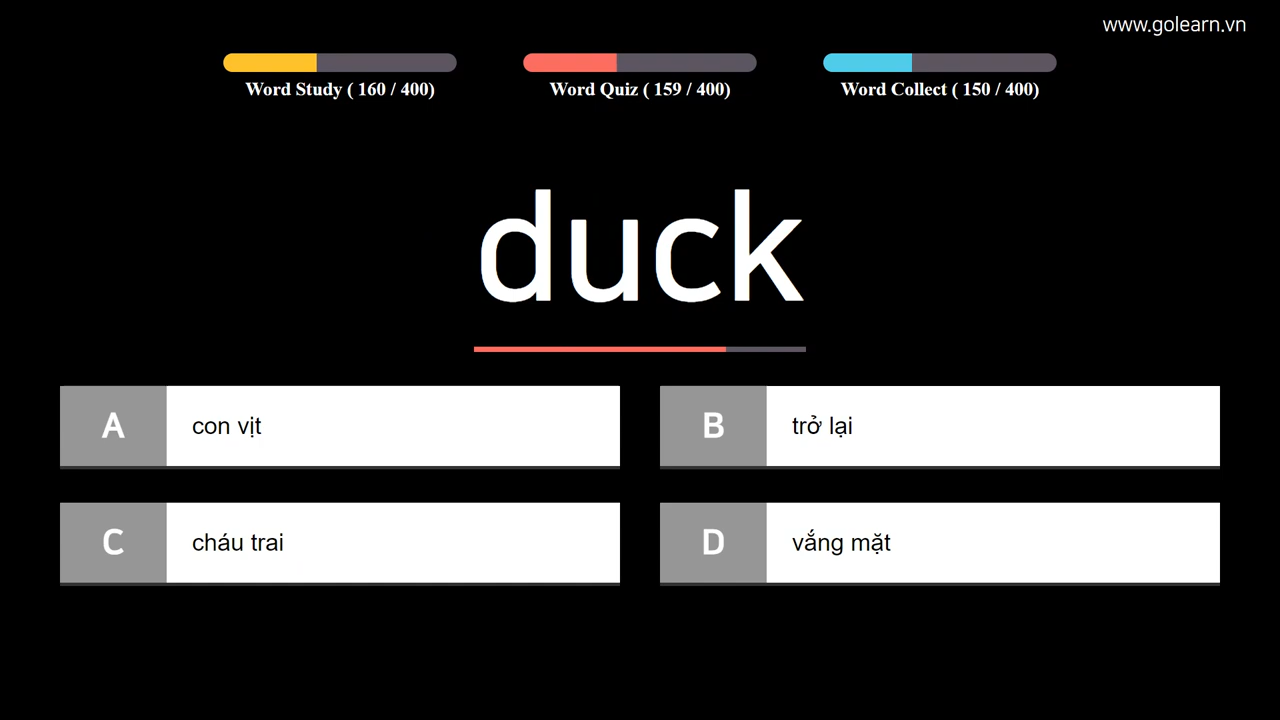 www.golearn.vn
Word Study ( 160 / 400)
Word Quiz ( 159 / 400)
Word Collect ( 150 / 400)
duck
A con vịt
B trở lại
C cháu trai
D vắng mặt